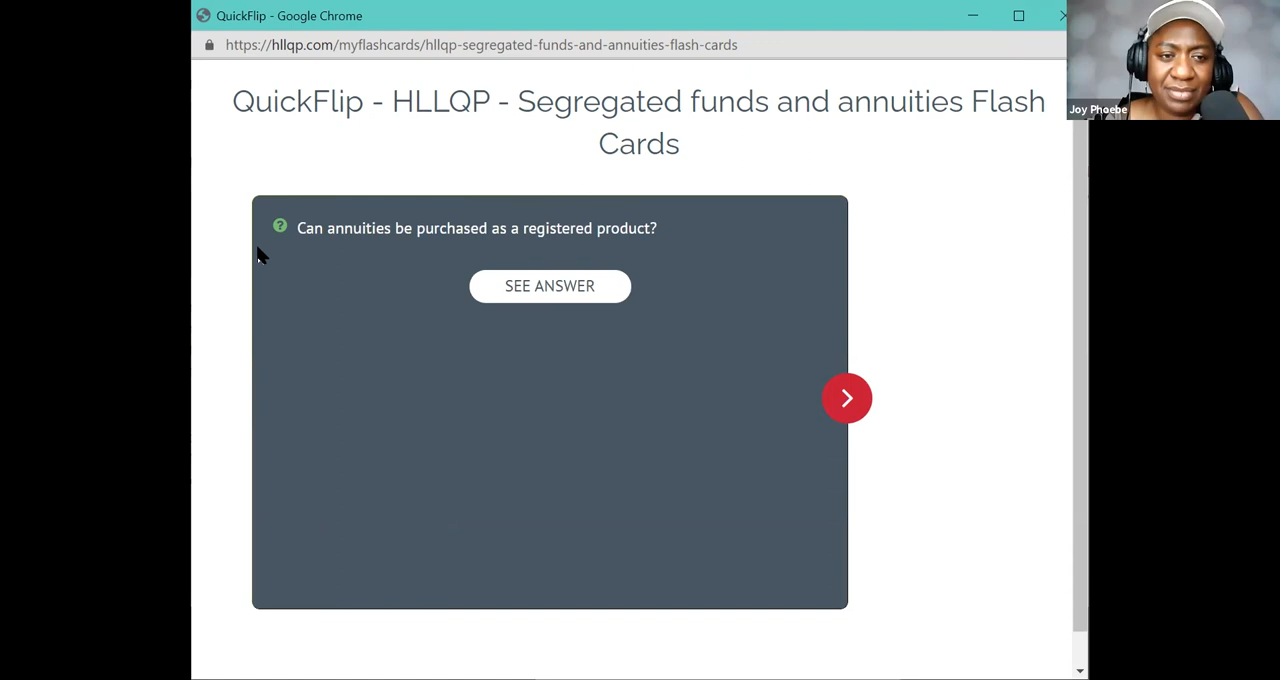 QuickFlip - Google Chrome
https://hllqp.com/myflashcards/hllqp-segregated-funds-and-annuities-flash-cards
Joy Phoebe
QuickFlip - HLLQP - Segregated funds and annuities Flash
Cards
Can annuities be purchased as a registered product?
SEE ANSWER